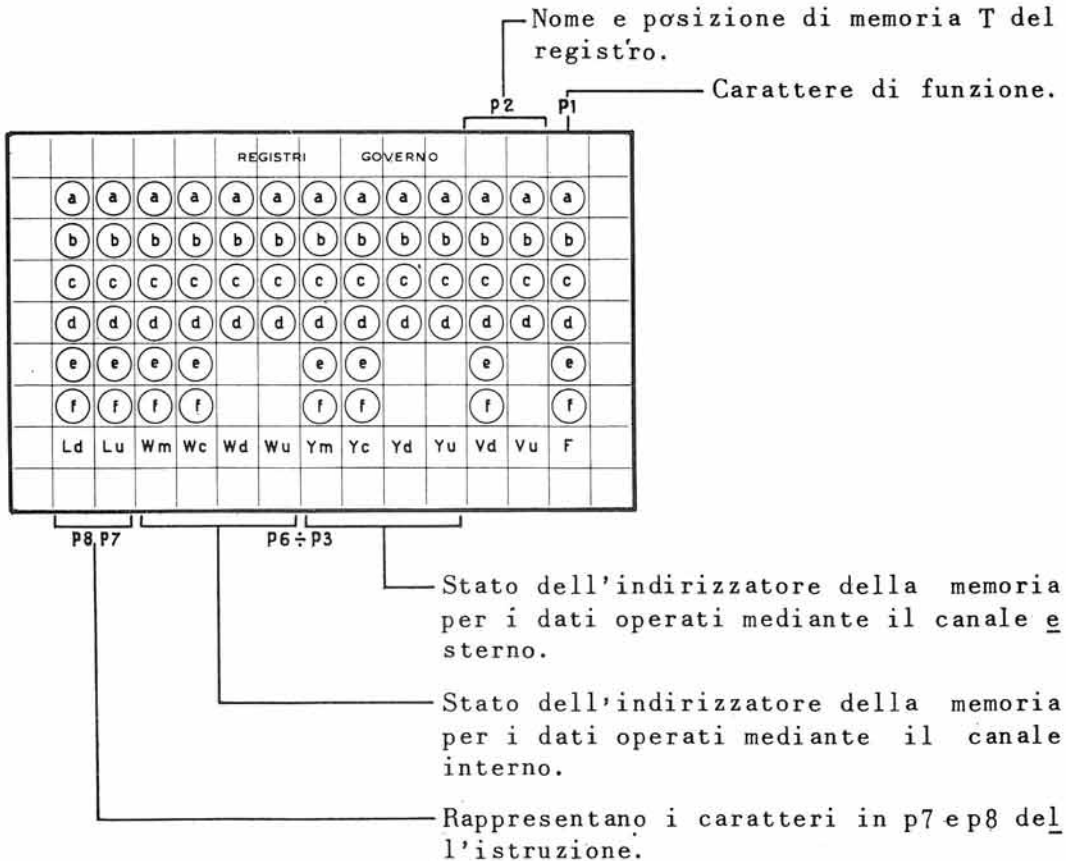 Nome e posizione di memoria T del
registro.
Carattere di funzione.
p2 p1
REGISTRI GOVERNO
a a a a a a a a a a a a a
b b b b b b b b b b b b b
c c c c c c c c c c c c c
d d d d d d d d d d d d d
e e e e e e e e
f f f f f f f f
Ld Lu Wm Wc Wd Wu Ym Yc Yd Yu Vd Vu F
p8 p7 p6÷p3
Stato dell'indirizzatore della memoria
per i dati operati mediante il canale e
sterno.
Stato dell'indirizzatore della memoria
per i dati operati mediante il canale
interno.
Rappresentano i caratteri in p7 e p8 del
l'istruzione.